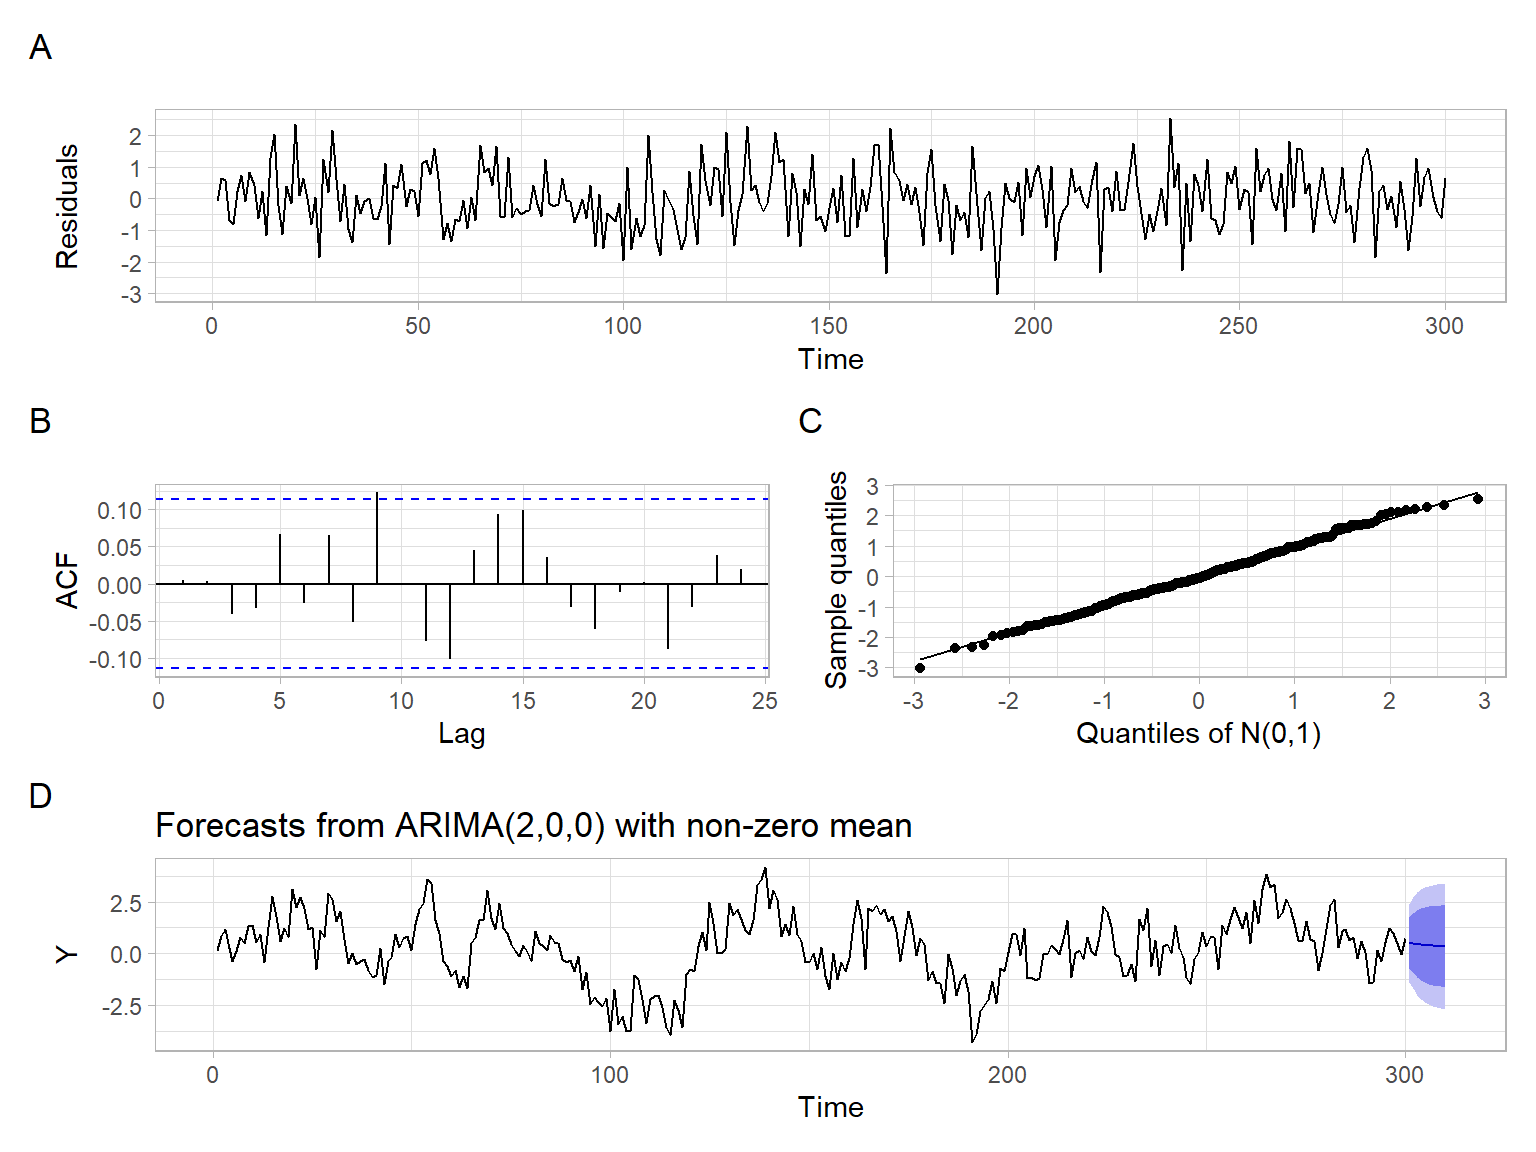 A
Residuals
2
1
0
-1
-2
-3
0 50 100 150 200 250 300
Time
B
ACF
0.10
0.05
0.00
-0.05
-0.10
0 5 10 15 20 25
Lag
C
Sample quantiles
3
2
1
0
-1
-2
-3
-3 -2 -1 0 1 2 3
Quantiles of N(0,1)
D
Forecasts from ARIMA(2,0,0) with non-zero mean
Y
2.5
0.0
-2.5
0 100 200 300
Time